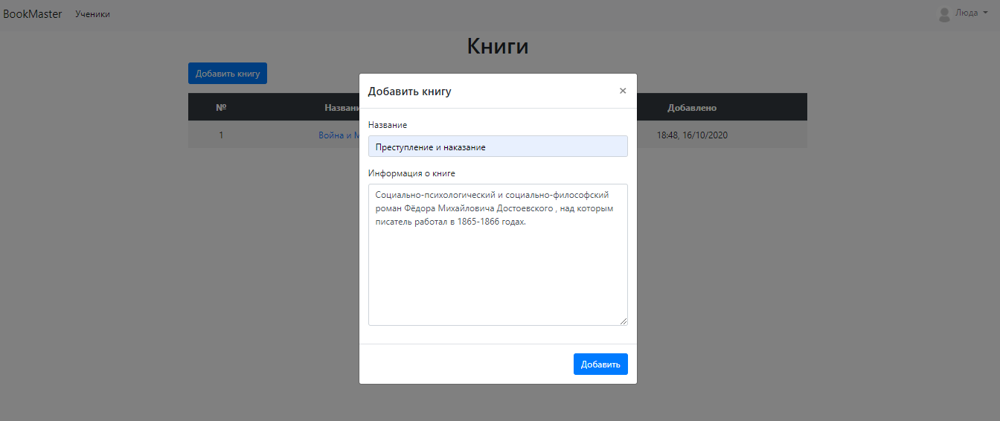 BookMaster Ученики Люда
Книги
Добавить книгу
Добавить книгу ×
№ Названи Добавлено
Название
1 Война и М 18:48, 16/10/2020
Преступление и наказание
Информация о книге
Социально-психологический и социально-философский
роман Фёдора Михайловича Достоевского , над которым
писатель работал в 1865-1866 годах.
Добавить